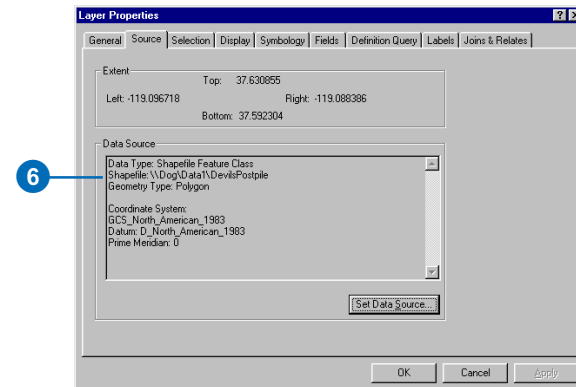 Layer Properties
General Source Selection Display Symbology Fields Definition Query Labels Joins & Relates
Extent
Top: 37.630855
Left: -119.096718 Right: -119.088386
Bottom: 37.592304
Data Source
Data Type: Shapefile Feature Class
Shapefile: \\Dog\Data1\DevilsPostpile
Geometry Type: Polygon
Coordinate System:
GCS_North_American_1983
Datum: D_North_American_1983
Prime Meridian: 0
6
Set Data Source...
OK Cancel Apply